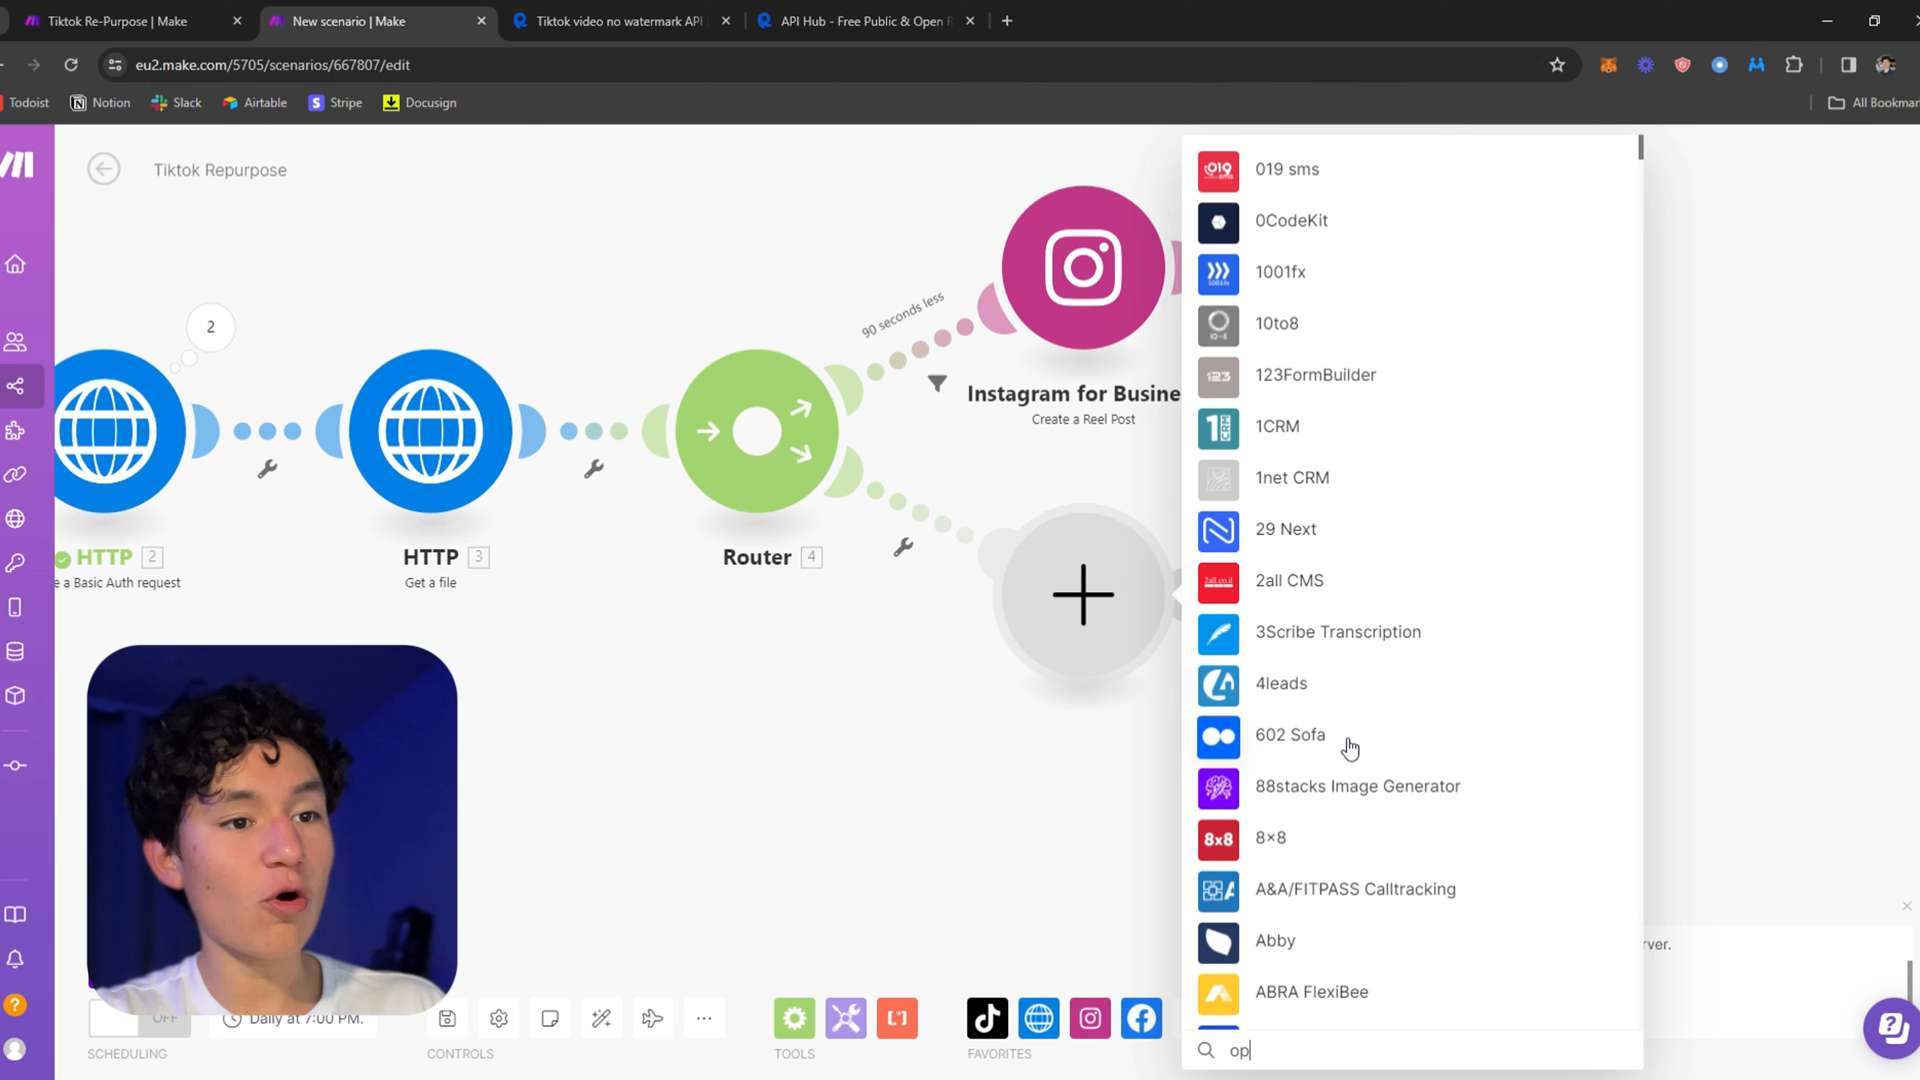 Tiktok Re-Purpose | Make
New scenario | Make
Tiktok video no watermark API
API Hub - Free Public & Open R
eu2.make.com/5705/scenarios/667807/edit
Todoist
Notion
Slack
Airtable
Stripe
Docusign
All Bookmar
Tiktok Repurpose
2
90 seconds less
Instagram for Busine
Create a Reel Post
HTTP 2
e a Basic Auth request
HTTP 3
Get a file
Router 4
019 sms
0CodeKit
1001fx
10to8
123FormBuilder
1CRM
1net CRM
29 Next
2all CMS
3Scribe Transcription
4leads
602 Sofa
88stacks Image Generator
8x8
8×8
A&A/FITPASS Calltracking
Abby
ABRA FlexiBee
op
rver.
OFF
Daily at 7:00 PM.
SCHEDULING
CONTROLS
TOOLS
FAVORITES